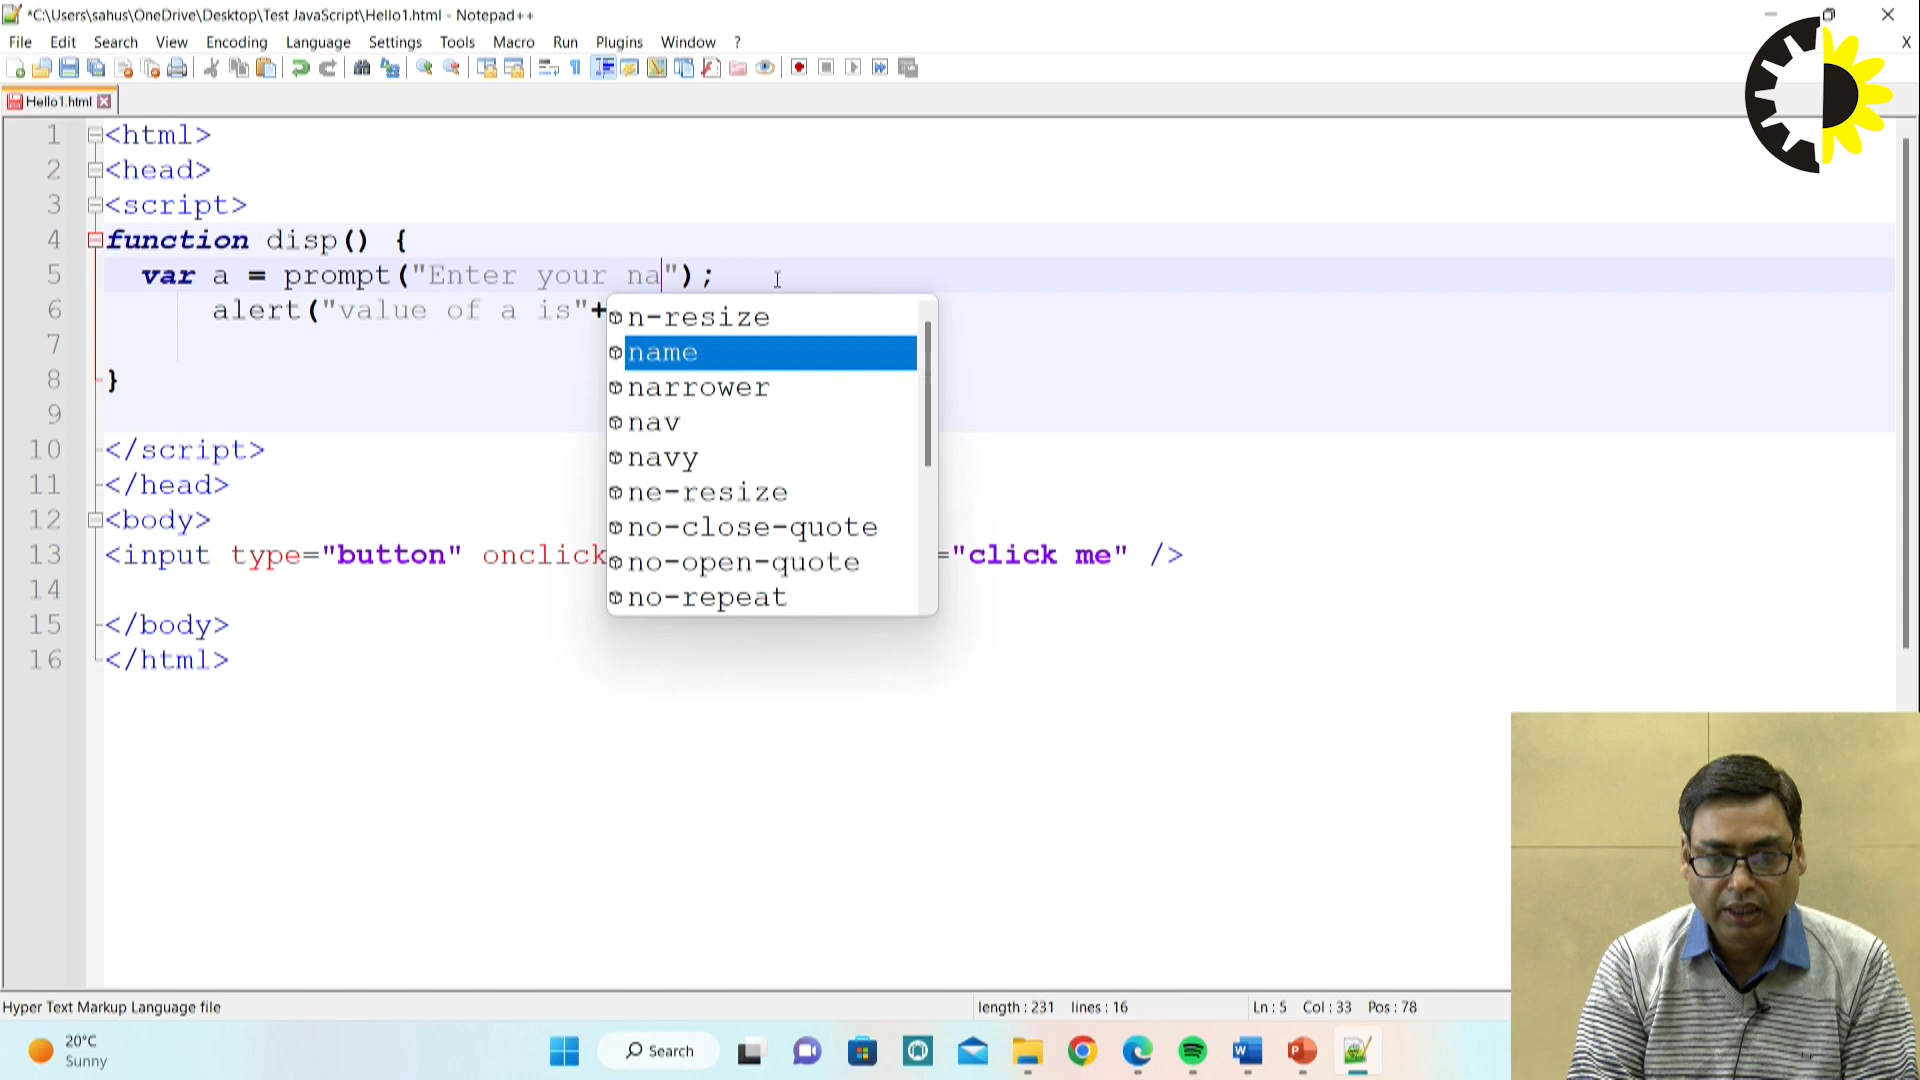 *C:\Users\sahus\OneDrive\Desktop\Test JavaScript\Hello1.html - Notepad++
File Edit Search View Encoding Language Settings Tools Macro Run Plugins Window ? X
Hello1.html
1 <html>
2 <head>
3 <script>
4 function disp() {
5 var a = prompt("Enter your na");
6 alert("value of a is"+
7
8 }
9
10 </script>
11 </head>
12 <body>
13 <input type="button" onclick ="click me" />
14
15 </body>
16 </html>
n-resize
name
narrower
nav
navy
ne-resize
no-close-quote
no-open-quote
no-repeat
Hyper Text Markup Language file length : 231 lines : 16 Ln : 5 Col : 33 Pos : 78
20°C
Sunny
Search